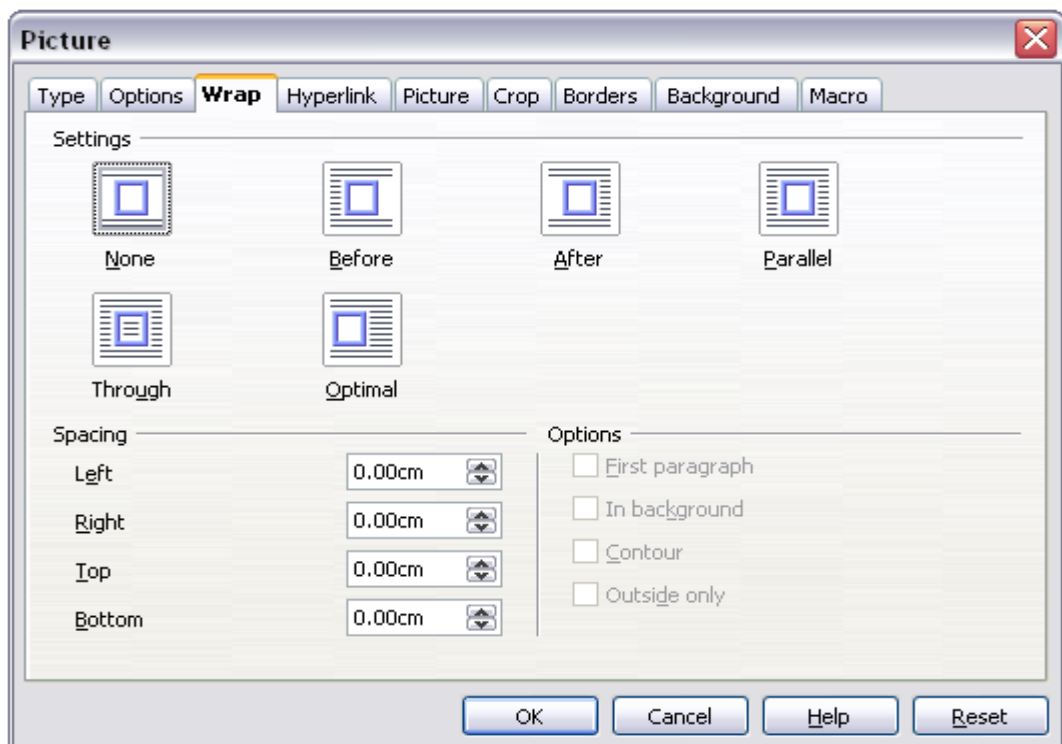 Picture
Type Options Wrap Hyperlink Picture Crop Borders Background Macro
Settings
None Before After Parallel
Through Optimal
Spacing
Left 0.00cm
Right 0.00cm
Top 0.00cm
Bottom 0.00cm
Options
First paragraph
In background
Contour
Outside only
OK Cancel Help Reset